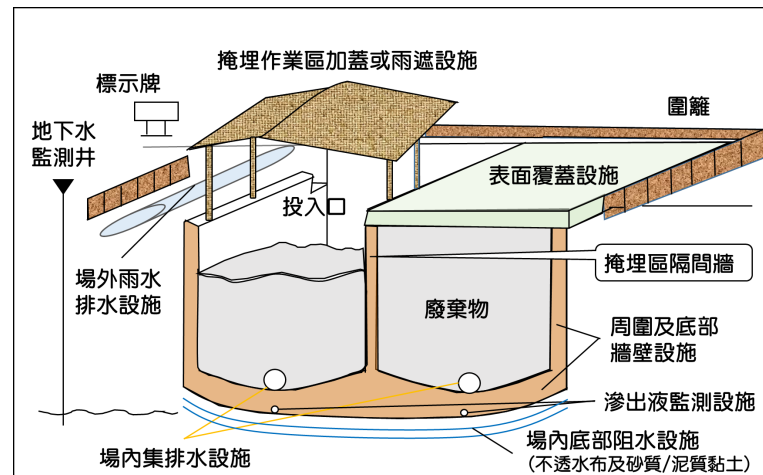 掩埋作業區加蓋或雨遮設施
標示牌
圍籬
地下水
監測井
表面覆蓋設施
投入口
掩埋區隔間牆
場外雨水
排水設施
廢棄物
周圍及底部
牆壁設施
滲出液監測設施
場內底部阻水設施
(不透水布及砂質/泥質黏土)
場內集排水設施